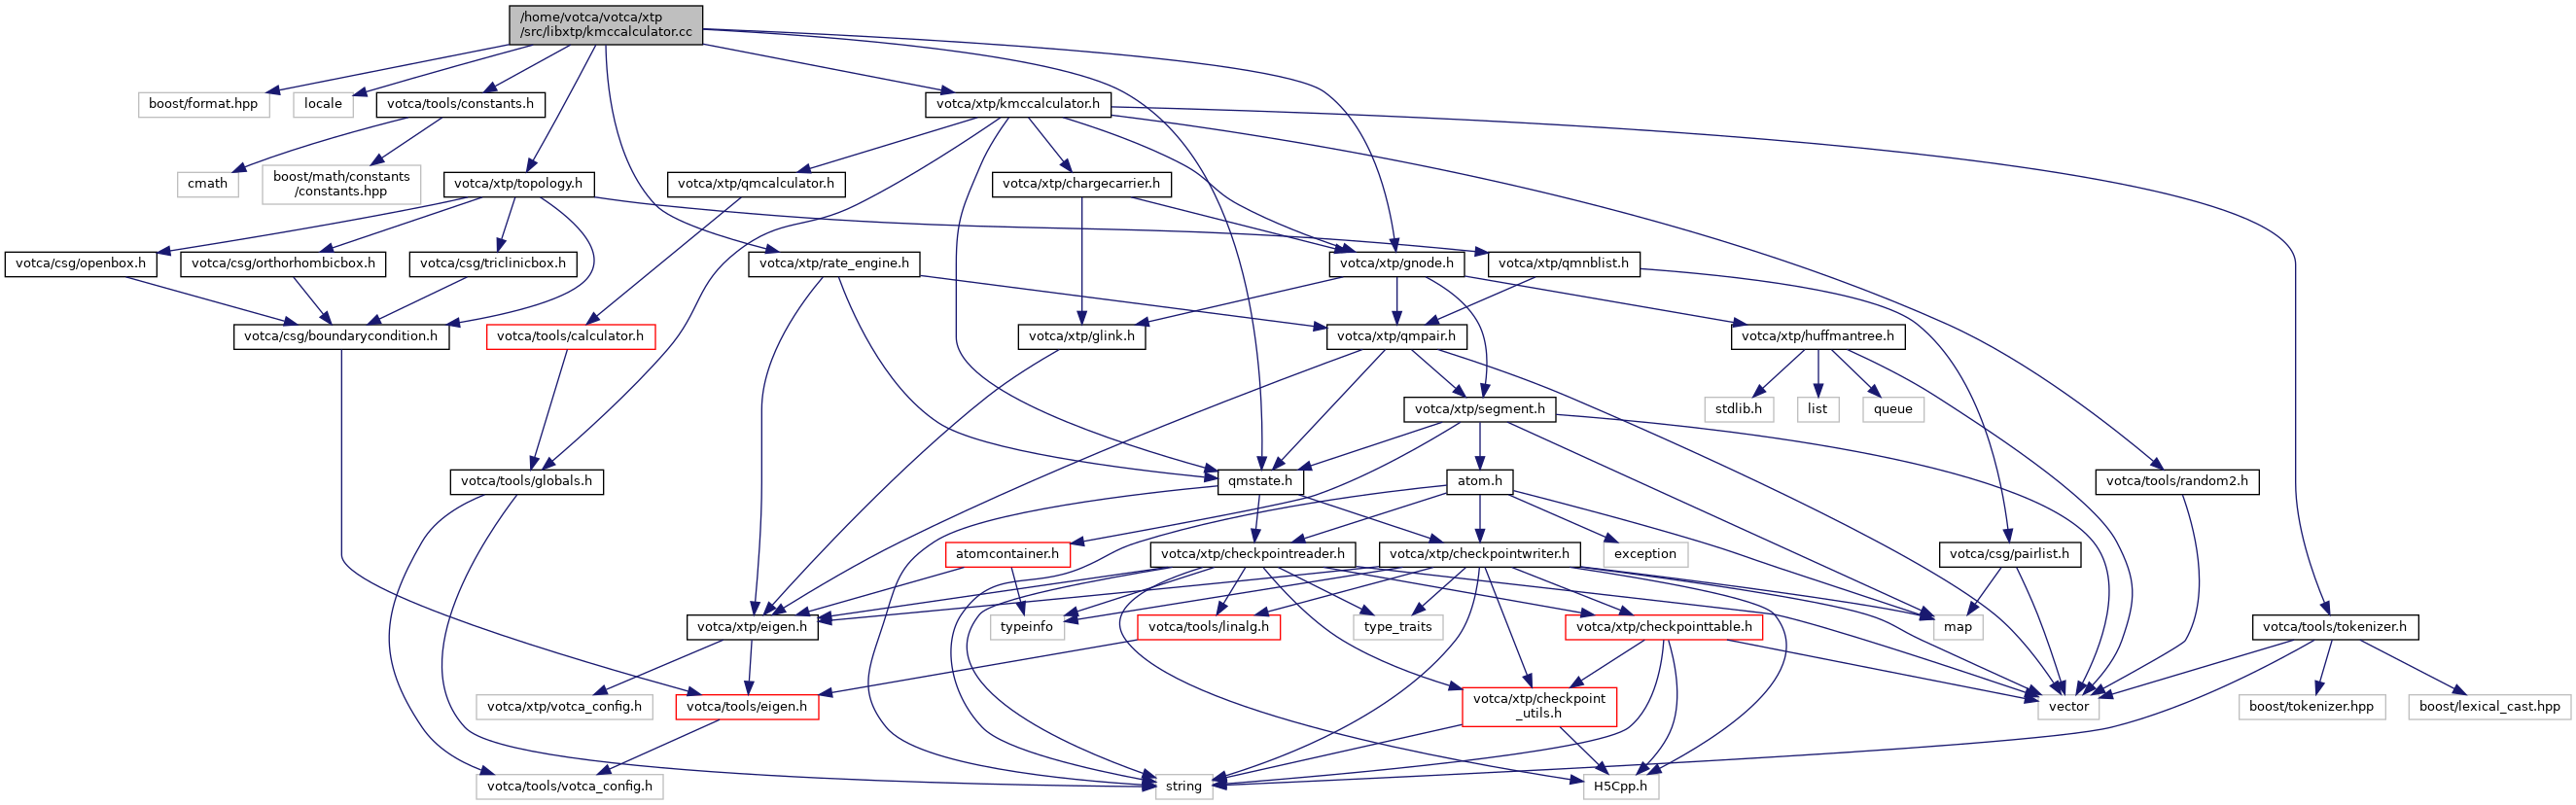 /home/votca/votca/xtp
/src/libxtp/kmccalculator.cc
boost/format.hpp
locale
votca/tools/constants.h
votca/xtp/kmccalculator.h
cmath
boost/math/constants
/constants.hpp
votca/xtp/topology.h
votca/xtp/qmcalculator.h
votca/xtp/chargecarrier.h
votca/csg/openbox.h
votca/csg/orthorhombicbox.h
votca/csg/triclinicbox.h
votca/xtp/rate_engine.h
votca/xtp/gnode.h
votca/xtp/qmnblist.h
votca/csg/boundarycondition.h
votca/tools/calculator.h
votca/xtp/glink.h
votca/xtp/qmpair.h
votca/xtp/huffmantree.h
votca/xtp/segment.h
stdlib.h
list
queue
votca/tools/globals.h
qmstate.h
atom.h
votca/tools/random2.h
atomcontainer.h
votca/xtp/checkpointreader.h
votca/xtp/checkpointwriter.h
exception
votca/csg/pairlist.h
votca/xtp/eigen.h
typeinfo
votca/tools/linalg.h
type_traits
votca/xtp/checkpointtable.h
map
votca/tools/tokenizer.h
votca/xtp/votca_config.h
votca/tools/eigen.h
votca/xtp/checkpoint
_utils.h
vector
boost/tokenizer.hpp
boost/lexical_cast.hpp
votca/tools/votca_config.h
string
H5Cpp.h